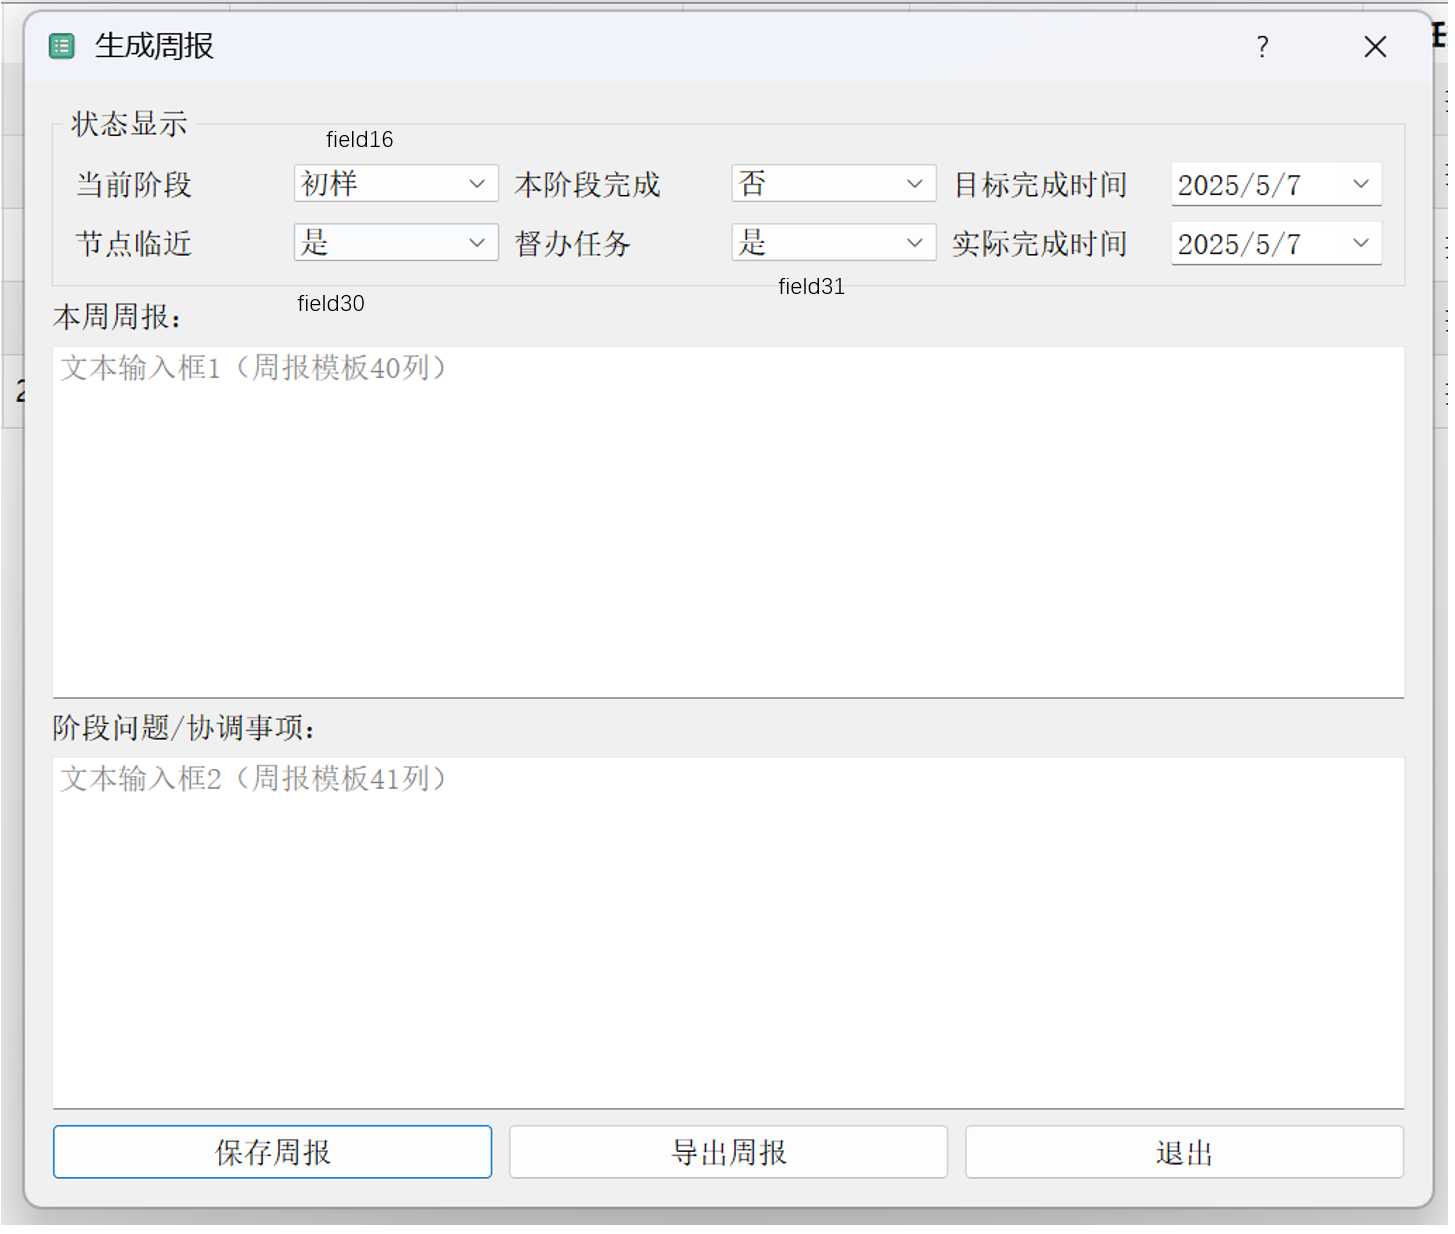 生成周报
?
状态显示
field16
当前阶段 初样 本阶段完成 否 目标完成时间 2025/5/7
节点临近 是 督办任务 是 实际完成时间 2025/5/7
field31
field30
本周周报：
文本输入框1（周报模板40列）
2
阶段问题/协调事项：
文本输入框2（周报模板41列）
保存周报 导出周报 退出